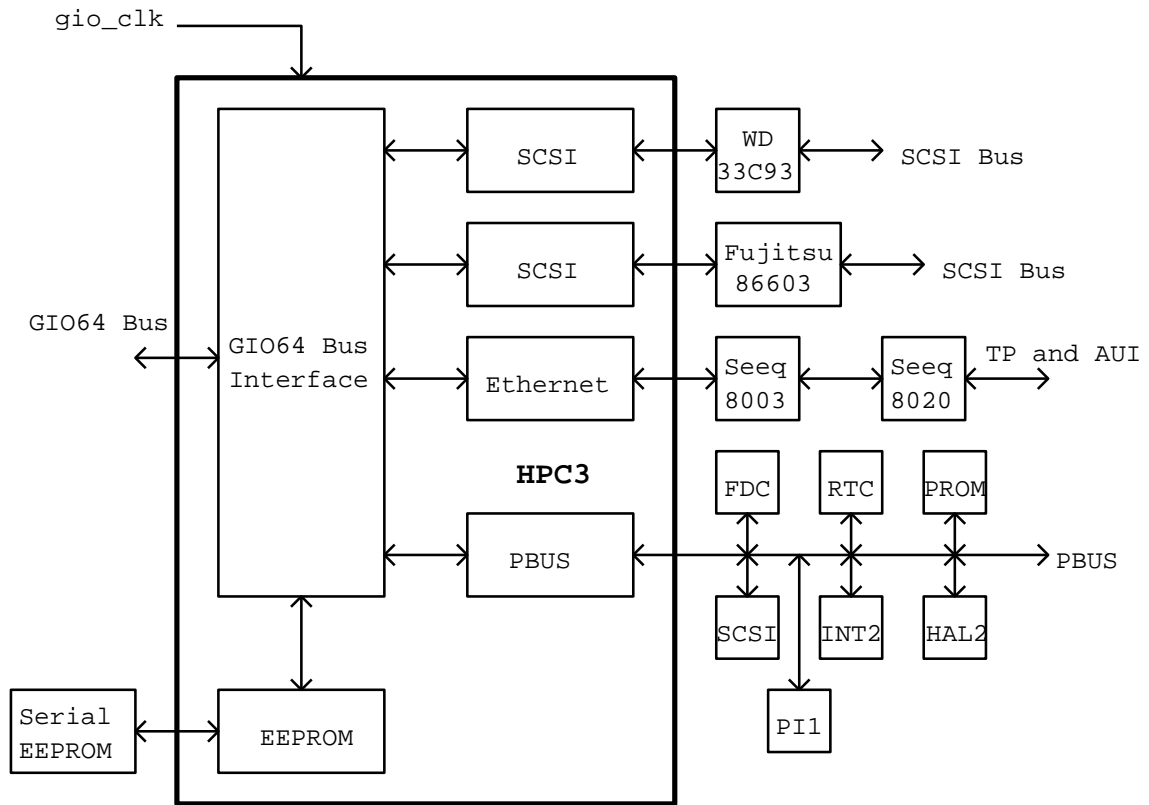 gio_clk
SCSI
WD
33C93
SCSI Bus
SCSI
Fujitsu
86603
SCSI Bus
GIO64 Bus
GIO64 Bus
Interface
Ethernet
Seeq
8003
Seeq
8020
TP and AUI
HPC3
FDC
RTC
PROM
PBUS
PBUS
SCSI
INT2
HAL2
Serial
EEPROM
EEPROM
PI1